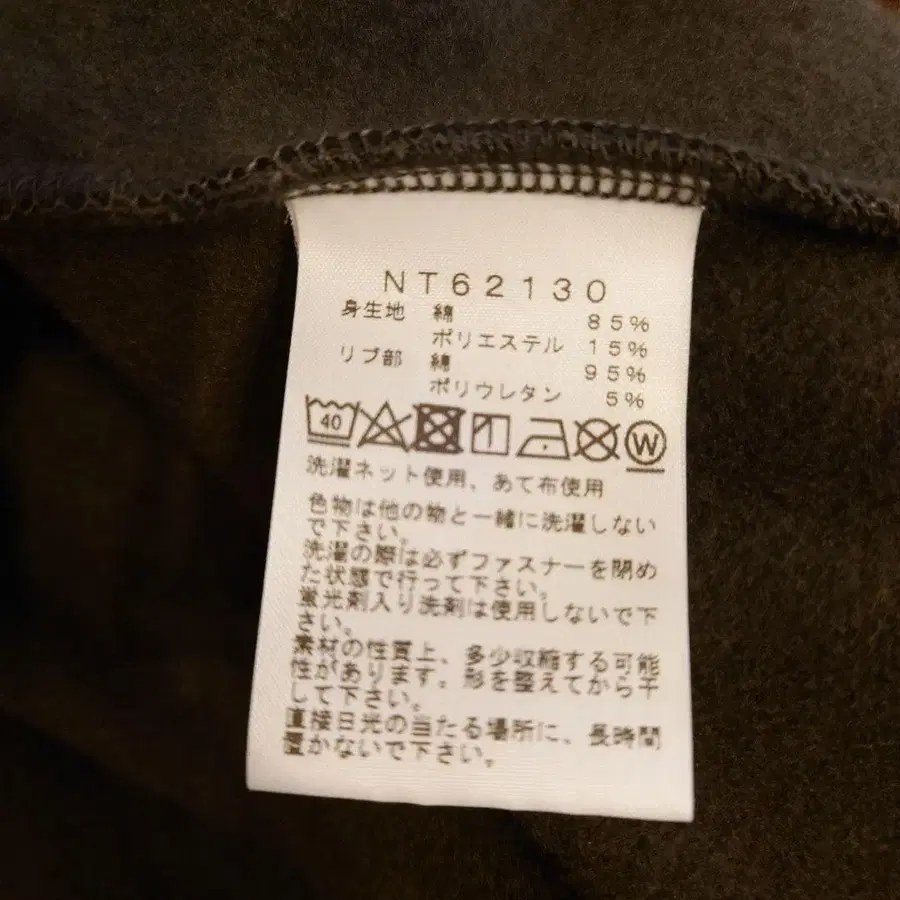 NT62130
身生地 綿 85%
ポリエステル 15%
リブ部 綿 95%
ポリウレタン 5%
40 W
洗濯ネット使用、あて布使用
色物は他の物と一緒に洗濯しない
で下さい。
洗濯の際は必ずファスナーを閉め
た状態で行って下さい。
蛍光剤入り洗剤は使用しないで下
さい。
素材の性質上、多少収縮する可能
性があります。形を整えてから干
して下さい。
直接日光の当たる場所に、長時間
置かないで下さい。